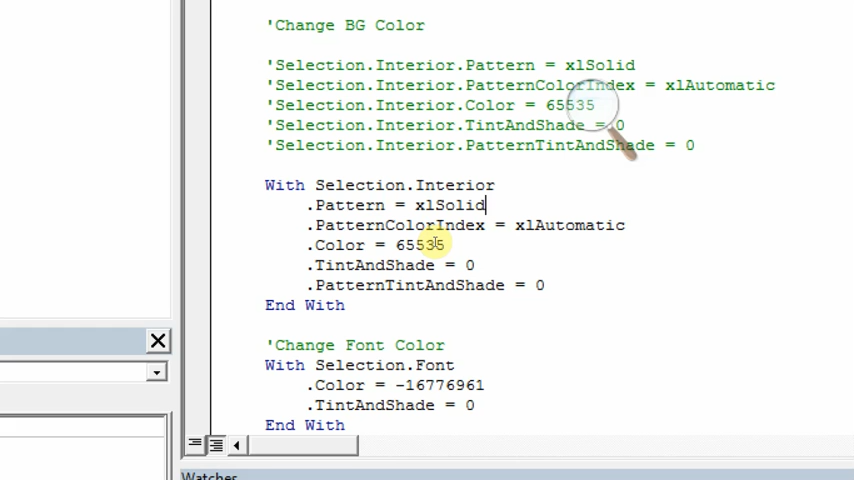 'Change BG Color
'Selection.Interior.Pattern = xlSolid
'Selection.Interior.PatternColorIndex = xlAutomatic
'Selection.Interior.Color = 65535
'Selection.Interior.TintAndShade = 0
'Selection.Interior.PatternTintAndShade = 0
With Selection.Interior
.Pattern = xlSolid
.PatternColorIndex = xlAutomatic
.Color = 65535
.TintAndShade = 0
.PatternTintAndShade = 0
End With
'Change Font Color
With Selection.Font
.Color = -16776961
.TintAndShade = 0
End With
Watches